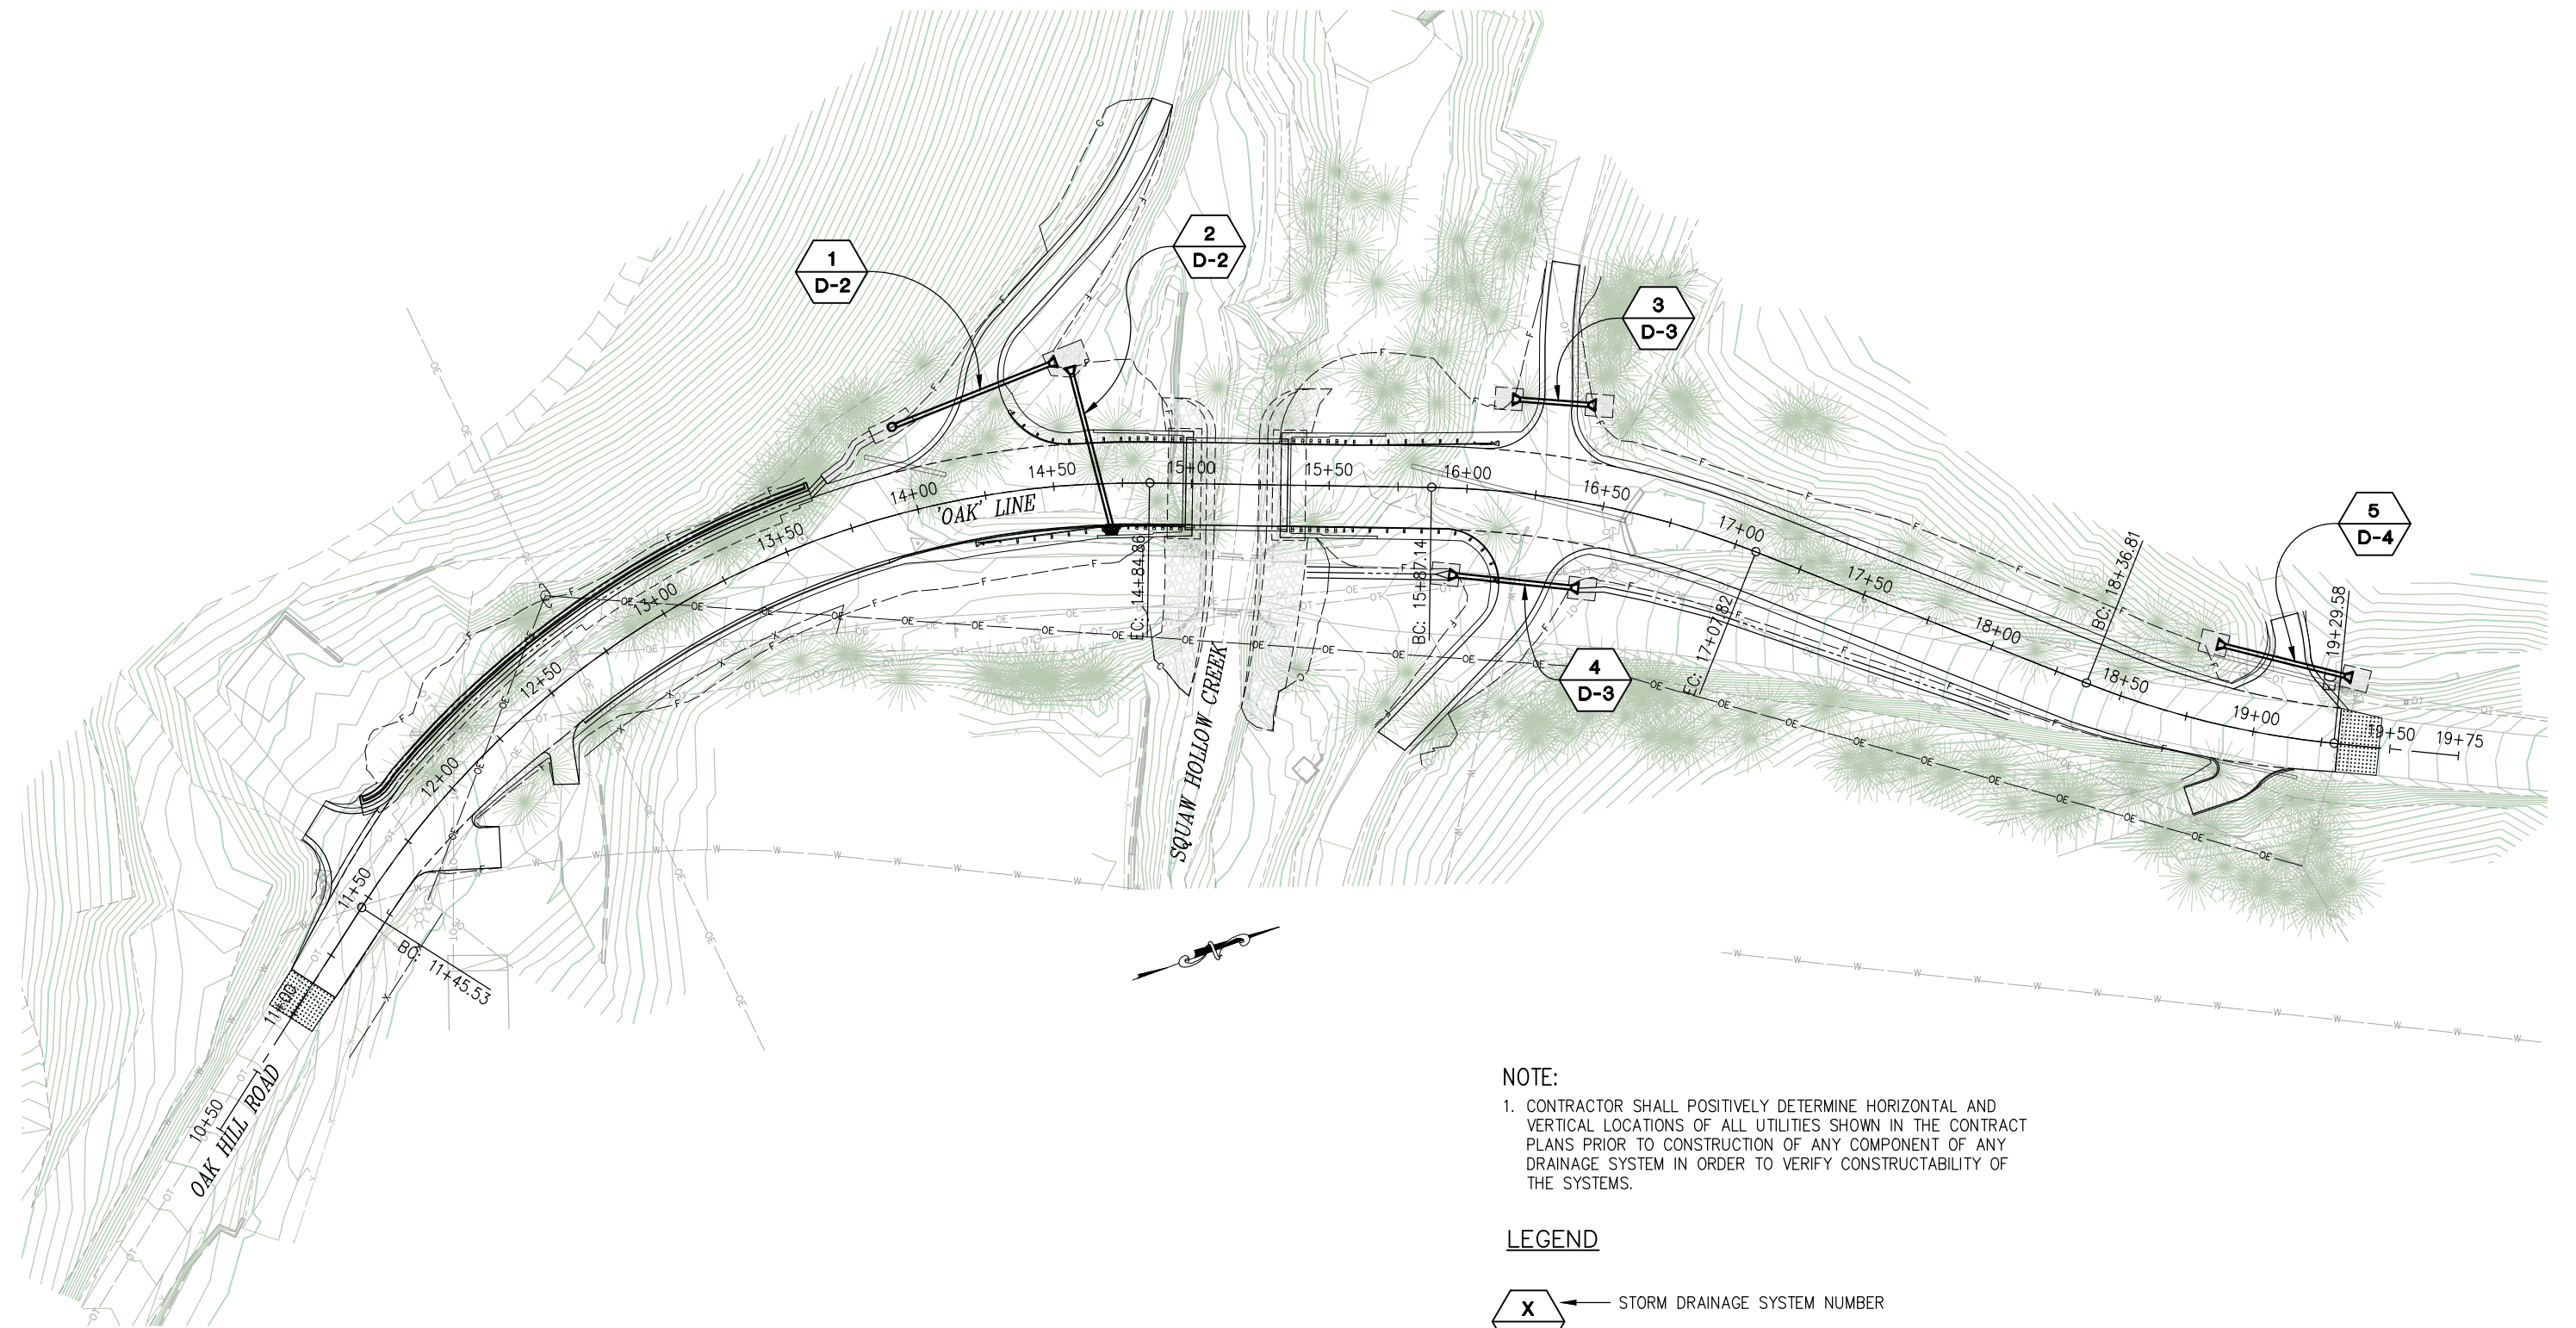 1
D-2
2
D-2
3
D-3
4
D-3
5
D-4
10+50
11+00
11+50
12+00
12+50
13+00
13+50
14+00
14+50
15+00
15+50
16+00
16+50
17+00
17+50
18+00
18+50
19+00
19+50
19+75
BC: 11+45.53
EC: 14+84.86
BC: 15+87.14
EC: 17+07.82
BC: 18+36.81
EC: 19+29.58
'OAK' LINE
OAK HILL ROAD
SQUAW HOLLOW CREEK
NOTE:
1. CONTRACTOR SHALL POSITIVELY DETERMINE HORIZONTAL AND
VERTICAL LOCATIONS OF ALL UTILITIES SHOWN IN THE CONTRACT
PLANS PRIOR TO CONSTRUCTION OF ANY COMPONENT OF ANY
DRAINAGE SYSTEM IN ORDER TO VERIFY CONSTRUCTABILITY OF
THE SYSTEMS.
LEGEND
X
STORM DRAINAGE SYSTEM NUMBER